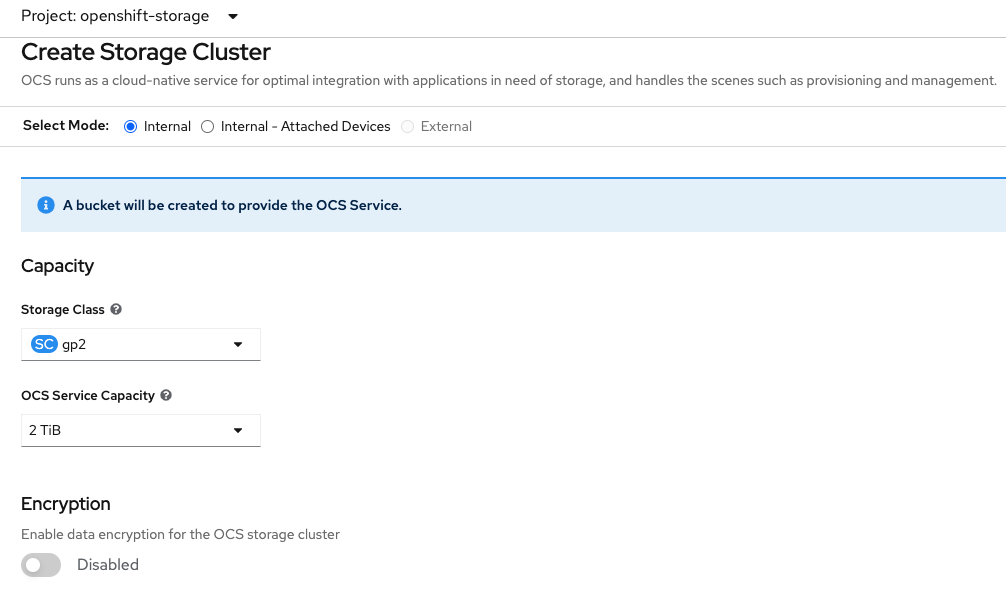 Project: openshift-storage
Create Storage Cluster
OCS runs as a cloud-native service for optimal integration with applications in need of storage, and handles the scenes such as provisioning and management.
Select Mode: Internal Internal - Attached Devices External
A bucket will be created to provide the OCS Service.
Capacity
Storage Class
SC gp2
OCS Service Capacity
2 TiB
Encryption
Enable data encryption for the OCS storage cluster
Disabled